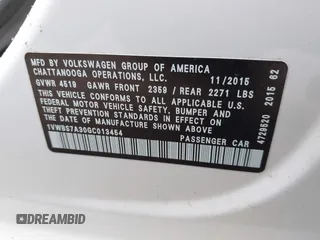 MFD BY VOLKSWAGEN GROUP OF AMERICA
CHATTANOOGA OPERATIONS, LLC. 11/2015
GVWR 4519 GAWR FRONT 2359 / REAR 2271 LBS
THIS VEHICLE CONFORMS TO ALL APPLICABLE
FEDERAL MOTOR VEHICLE SAFETY, BUMPER, AND
THEFT PREVENTION STANDARDS IN EFFECT ON
THE DATE OF MANUFACTURE SHOWN ABOVE.
1VWBS7A30GC013454 PASSENGER CAR
4729620 2015 62
DREAMBID